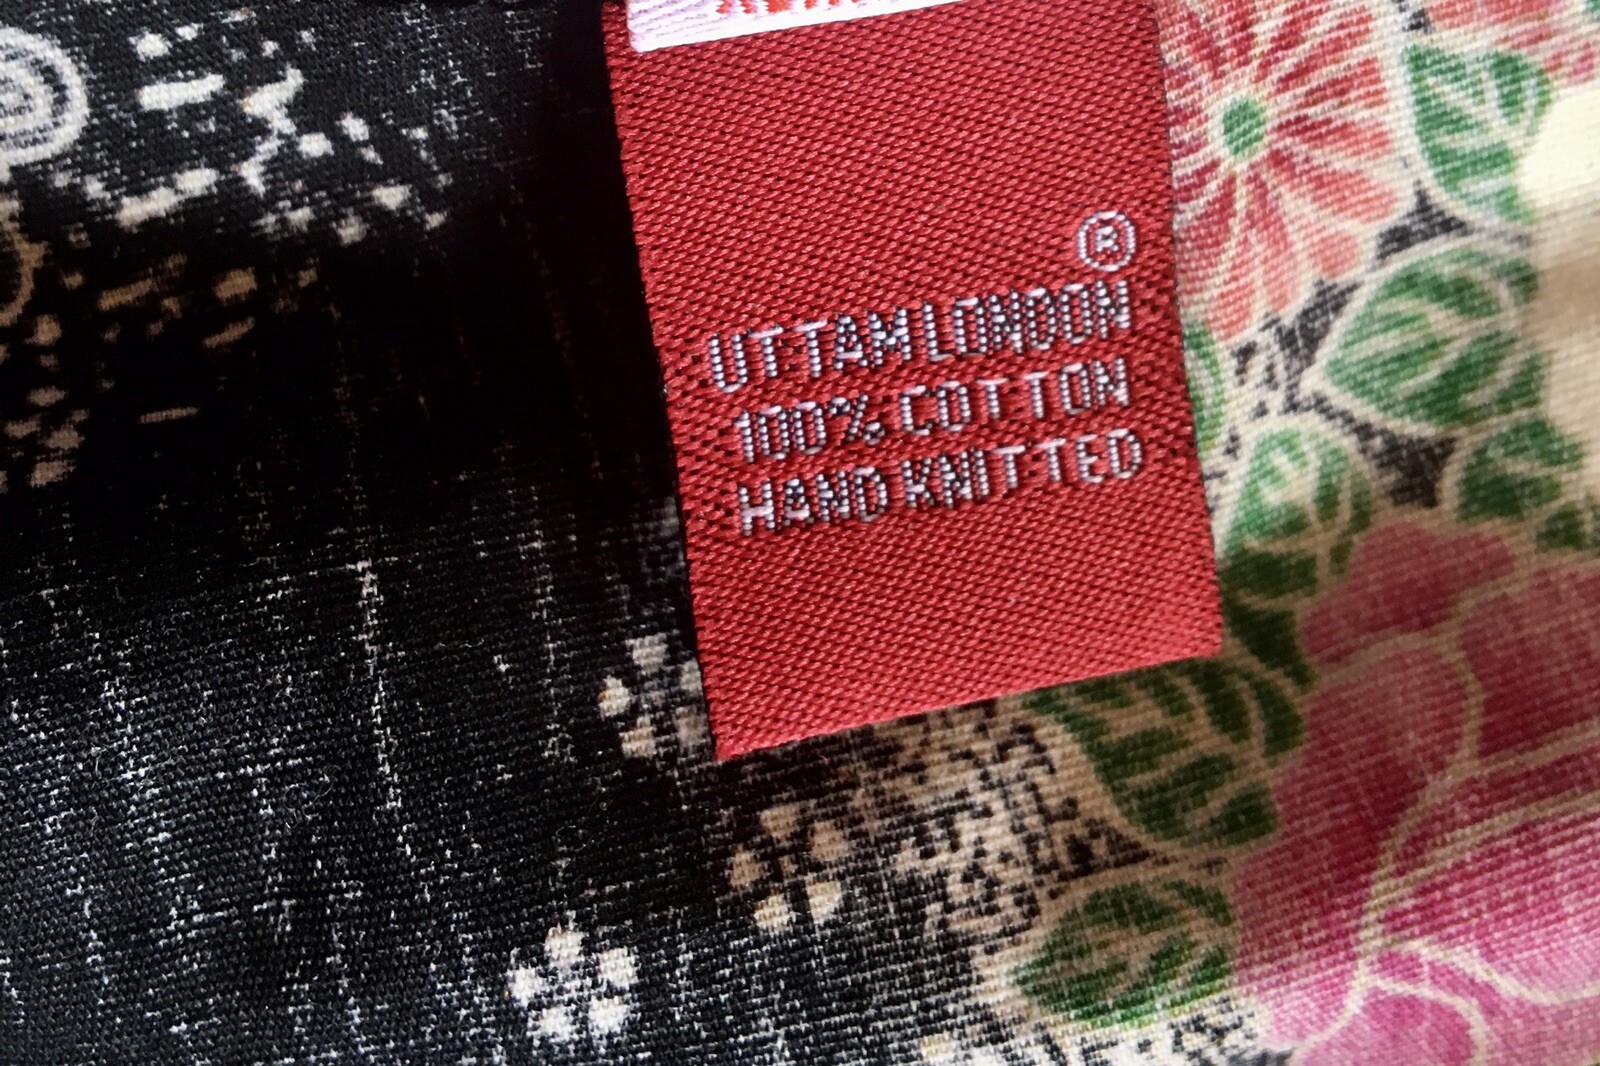 ®
UTTAM LONDON
100% COTTON
HAND KNITTED